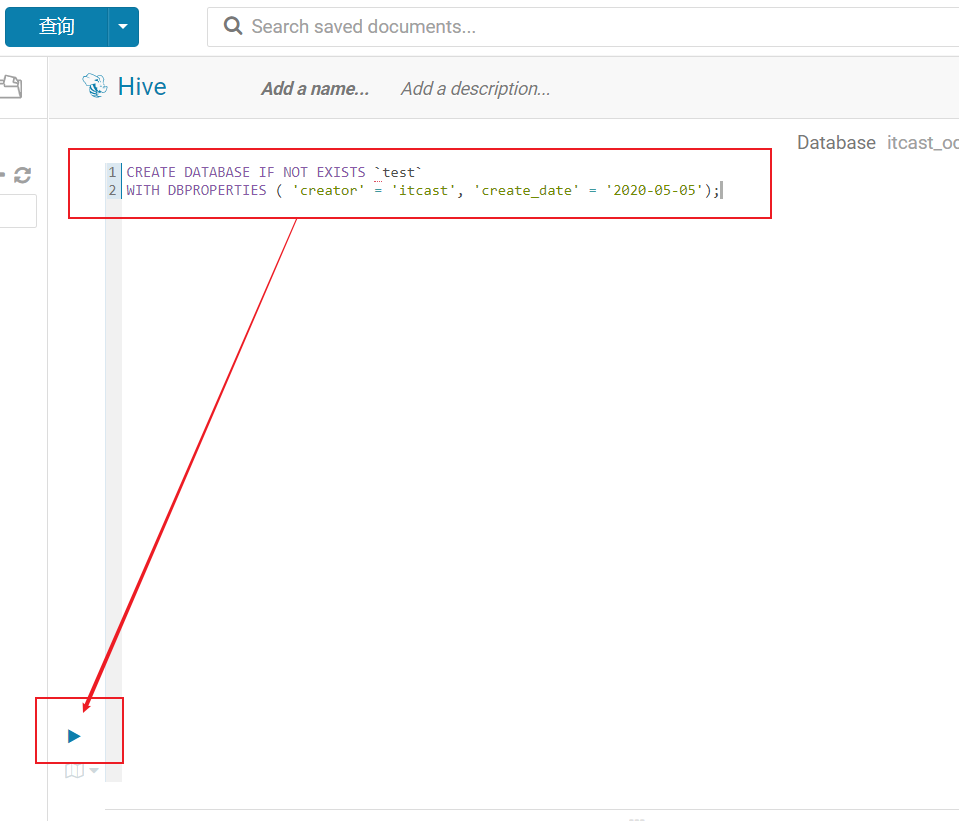 查询
Search saved documents...
Hive
Add a name...
Add a description...
Database itcast_od
1 CREATE DATABASE IF NOT EXISTS `test`
2 WITH DBPROPERTIES ( 'creator' = 'itcast', 'create_date' = '2020-05-05');